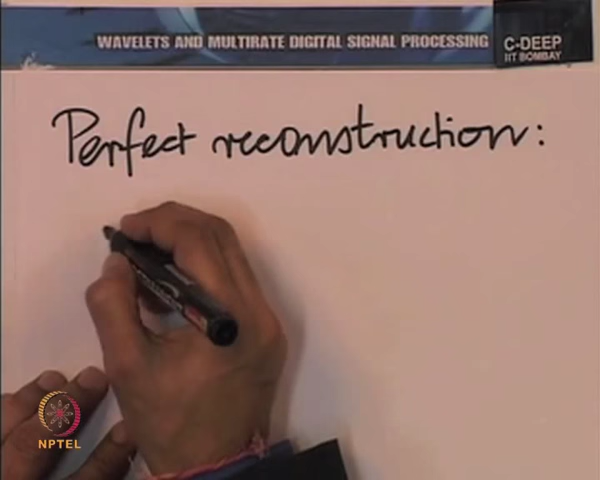 WAVELETS AND MULTIRATE DIGITAL SIGNAL PROCESSING
C-DEEP
IIT BOMBAY
Perfect reconstruction:
NPTEL